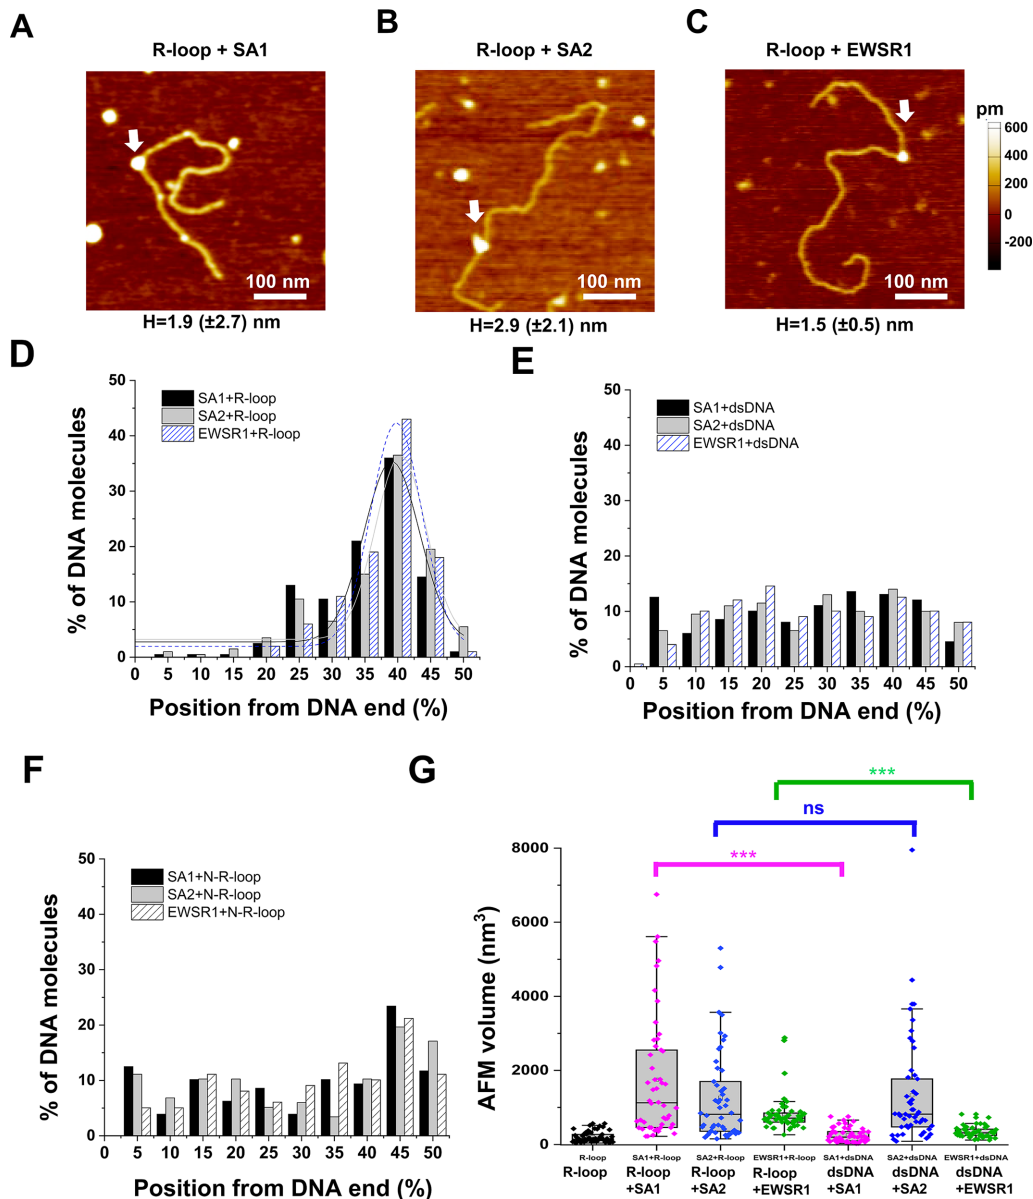 A
R-loop + SA1
100 nm
H=1.9 (±2.7) nm
B
R-loop + SA2
100 nm
H=2.9 (±2.1) nm
C
R-loop + EWSR1
100 nm
H=1.5 (±0.5) nm
pm
600
400
200
0
-200
D
50
40
30
20
10
0
% of DNA molecules
SA1+R-loop
SA2+R-loop
EWSR1+R-loop
0 5 10 15 20 25 30 35 40 45 50
Position from DNA end (%)
E
50
40
30
20
10
0
% of DNA molecules
SA1+dsDNA
SA2+dsDNA
EWSR1+dsDNA
0 5 10 15 20 25 30 35 40 45 50
Position from DNA end (%)
F
50
40
30
20
10
0
% of DNA molecules
SA1+N-R-loop
SA2+N-R-loop
EWSR1+N-R-loop
0 5 10 15 20 25 30 35 40 45 50
Position from DNA end (%)
G
***
ns
***
8000
6000
4000
2000
0
AFM volume (nm³)
R-loop SA1+R-loop SA2+R-loop EWSR1+R-loop SA1+dsDNA SA2+dsDNA EWSR1+dsDNA
R-loop R-loop R-loop R-loop dsDNA dsDNA dsDNA
+SA1 +SA2 +EWSR1 +SA1 +SA2 +EWSR1